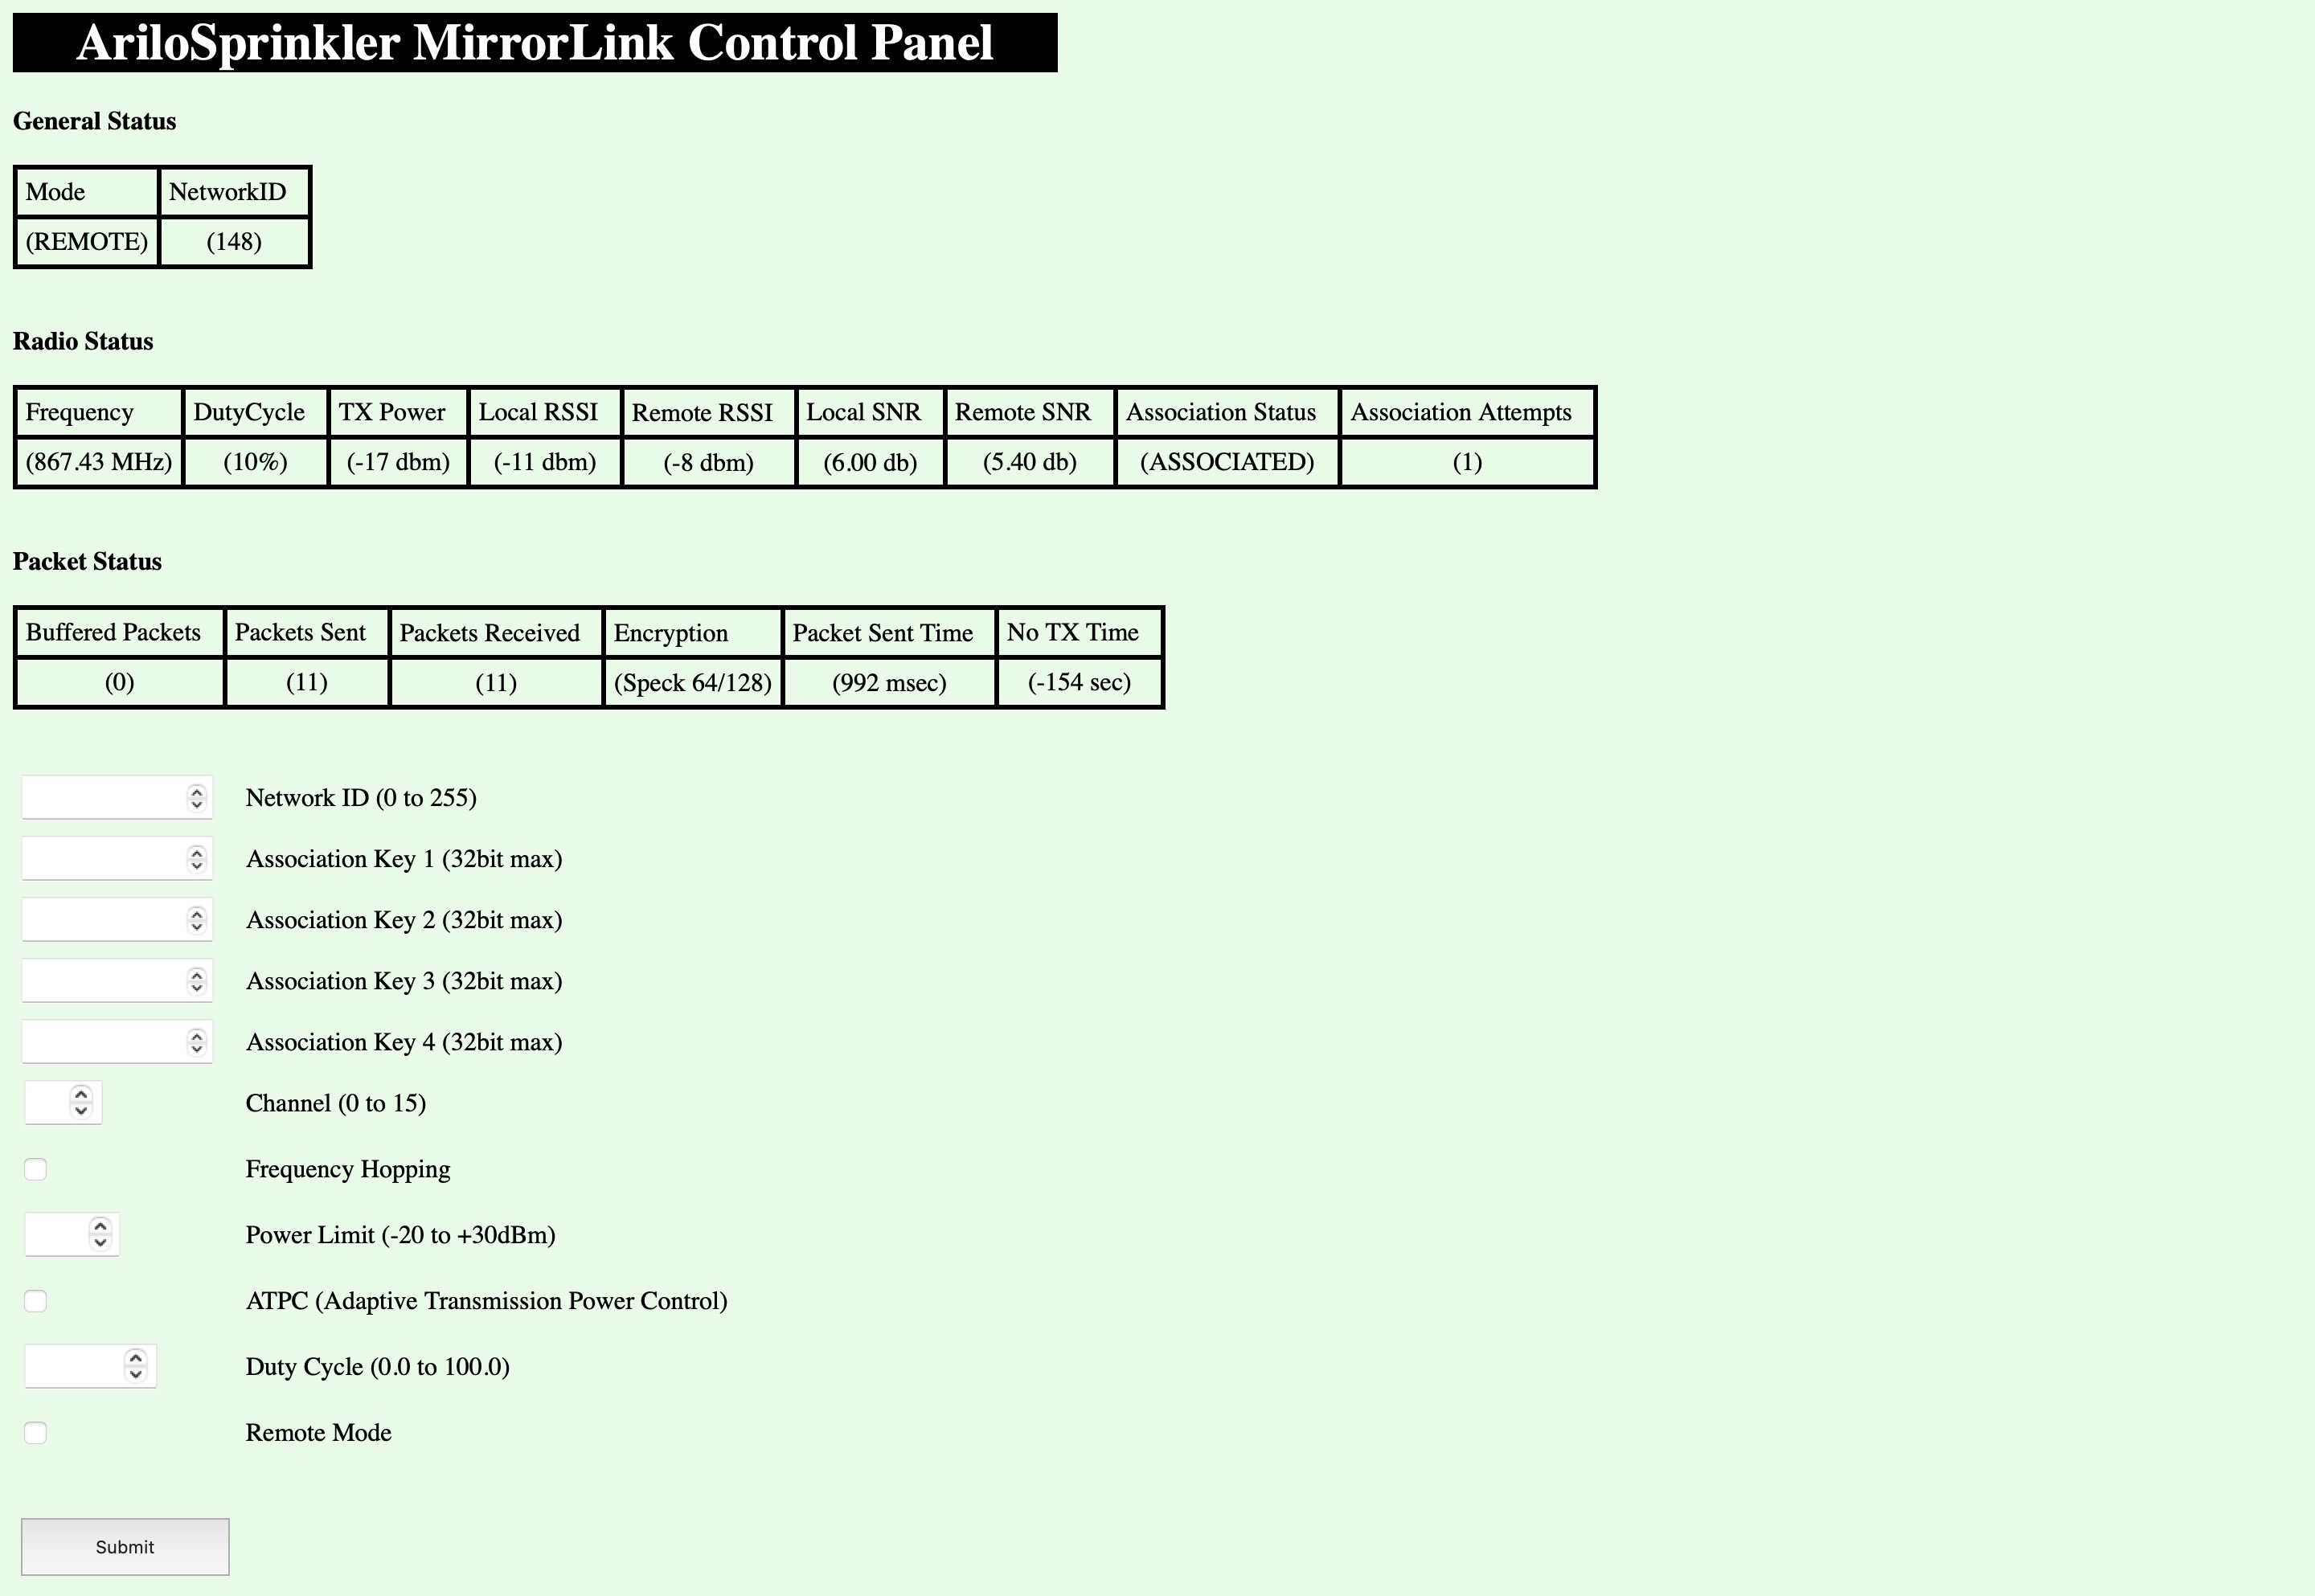 AriloSprinkler MirrorLink Control Panel
General Status
Mode NetworkID
(REMOTE) (148)
Radio Status
Frequency DutyCycle TX Power Local RSSI Remote RSSI Local SNR Remote SNR Association Status Association Attempts
(867.43 MHz) (10%) (-17 dbm) (-11 dbm) (-8 dbm) (6.00 db) (5.40 db) (ASSOCIATED) (1)
Packet Status
Buffered Packets Packets Sent Packets Received Encryption Packet Sent Time No TX Time
(0) (11) (11) (Speck 64/128) (992 msec) (-154 sec)
Network ID (0 to 255)
Association Key 1 (32bit max)
Association Key 2 (32bit max)
Association Key 3 (32bit max)
Association Key 4 (32bit max)
Channel (0 to 15)
Frequency Hopping
Power Limit (-20 to +30dBm)
ATPC (Adaptive Transmission Power Control)
Duty Cycle (0.0 to 100.0)
Remote Mode
Submit